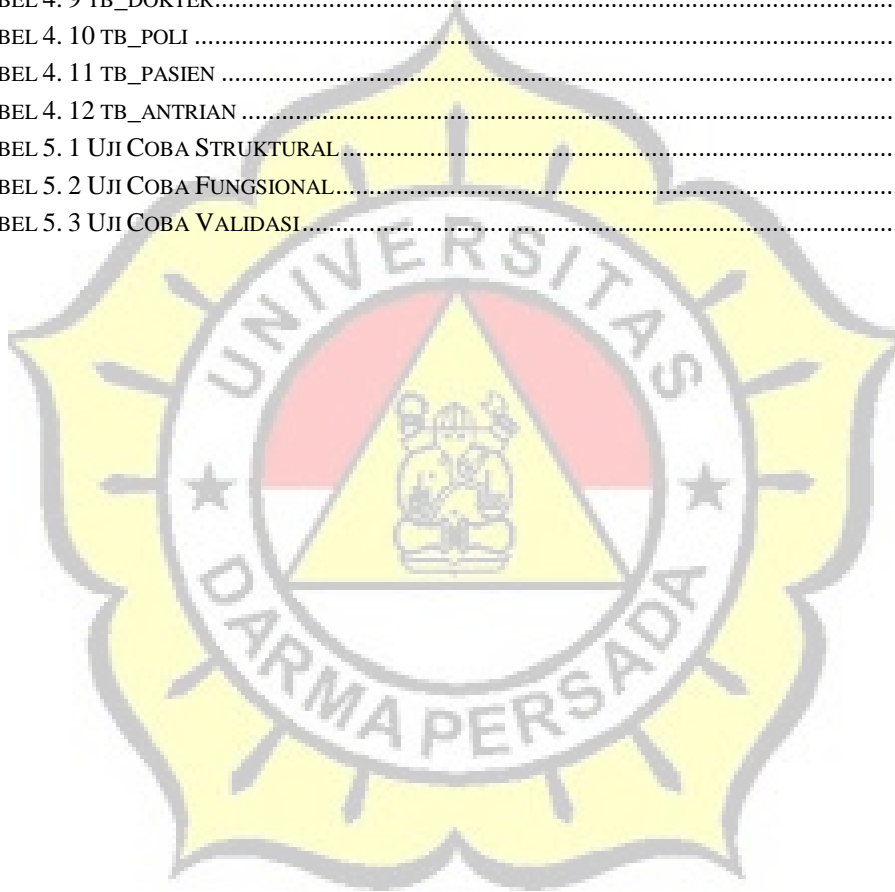 BEL 4. 9 TB_DOKTER
BEL 4. 10 TB_POLI
BEL 4. 11 TB_PASIEN
BEL 4. 12 TB_ANTRIAN
BEL 5. 1 UJI COBA STRUKTURAL
BEL 5. 2 UJI COBA FUNGSIONAL
BEL 5. 3 UJI COBA VALIDASI
UNIVERSITAS
DARMA PERSADA